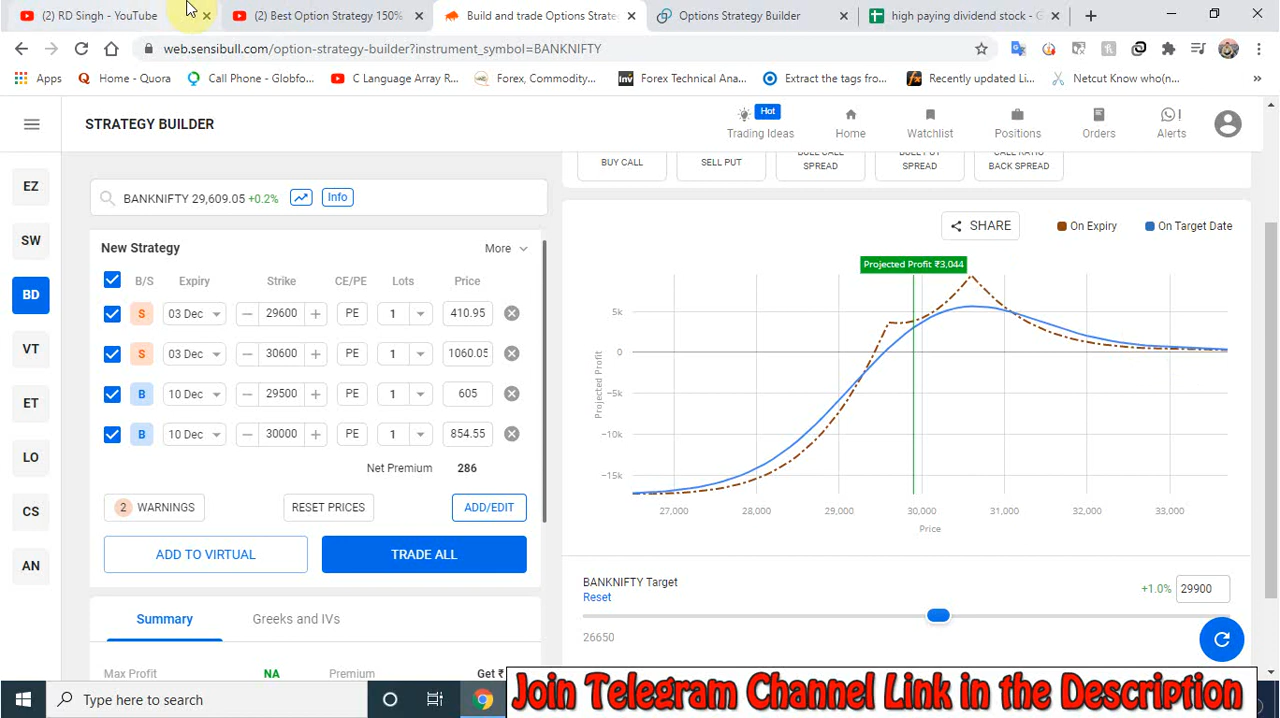 (2) RD Singh - YouTube
(2) Best Option Strategy 150%
Build and trade Options Strate
Options strategy Builder
high paying dividend stock - G
web.sensibull.com/option-strategy-builder?instrument_symbol=BANKNIFTY
Apps
Home - Quora
Call Phone - Globfo...
C Language Array R...
Forex, Commodity...
Forex Technical Ana...
Extract the tags fro...
Recently updated Li...
Netcut Know who(n...
»
STRATEGY BUILDER
Hot
Trading Ideas
Home
Watchlist
Positions
Orders
Alerts
EZ
SW
BD
VT
ET
LO
CS
AN
BANKNIFTY 29,609.05 +0.2%
Info
New Strategy
More
B/S Expiry Strike CE/PE Lots Price
S 03 Dec 29600 PE 1 410.95
S 03 Dec 30600 PE 1 1060.05
B 10 Dec 29500 PE 1 605
B 10 Dec 30000 PE 1 854.55
Net Premium 286
2 WARNINGS
RESET PRICES
ADD/EDIT
ADD TO VIRTUAL
TRADE ALL
Summary
Greeks and IVs
Max Profit NA Premium Get ₹
BUY CALL
SELL PUT
BULL CALL
SPREAD
BULL PUT
SPREAD
CALL RATIO
BACK SPREAD
SHARE
On Expiry
On Target Date
Projected Profit ₹3,044
Projected Profit
5k
0
−5k
−10k
−15k
27,000 28,000 29,000 30,000 31,000 32,000 33,000
Price
BANKNIFTY Target
Reset
+1.0% 29900
26650
Type here to search
Join Telegram Channel Link in the Description